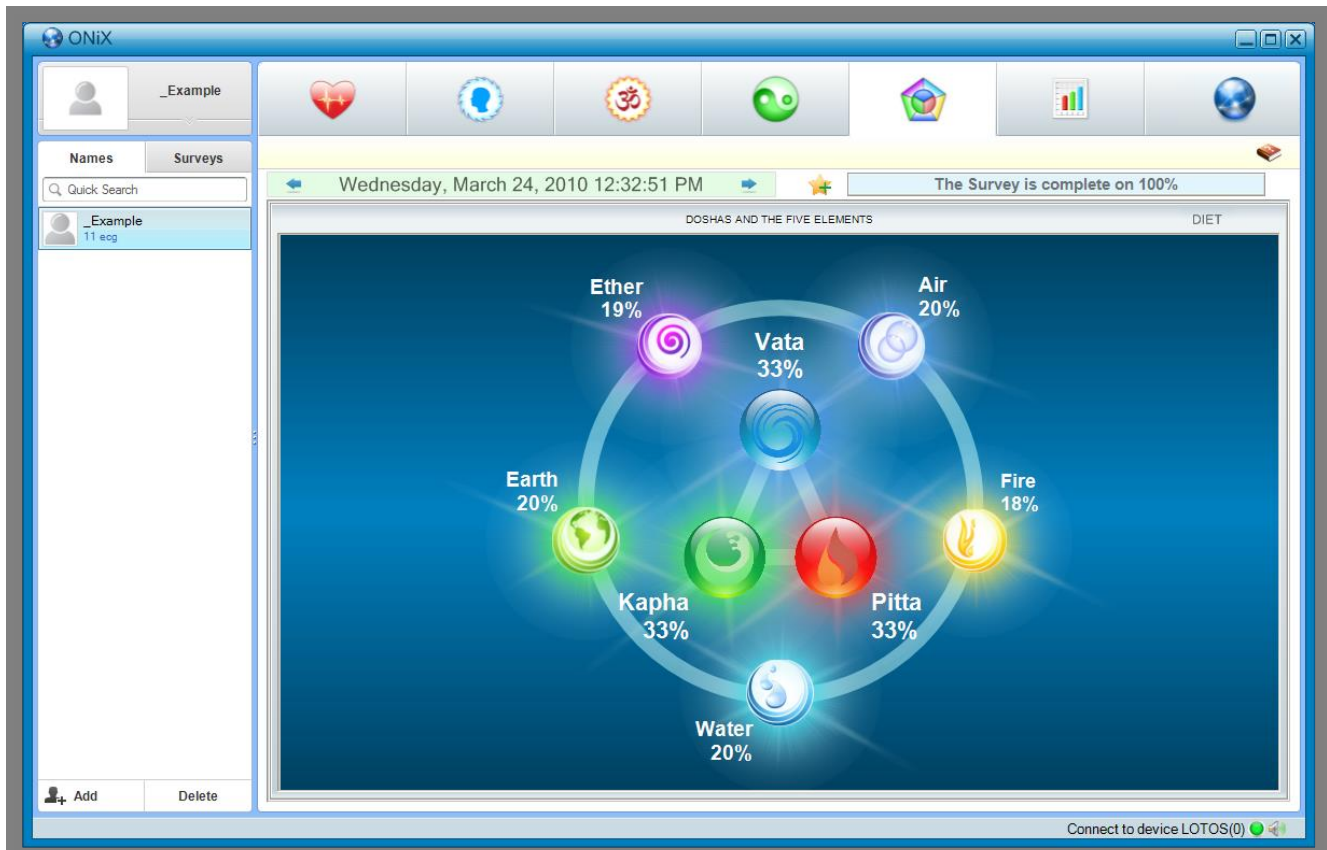 ONiX
_Example
Names
Surveys
Quick Search
_Example
11 ecg
Add
Delete
ॐ
Wednesday, March 24, 2010 12:32:51 PM
The Survey is complete on 100%
DOSHAS AND THE FIVE ELEMENTS
DIET
Ether
19%
Air
20%
Vata
33%
Earth
20%
Fire
18%
Kapha
33%
Pitta
33%
Water
20%
Connect to device LOTOS(0)